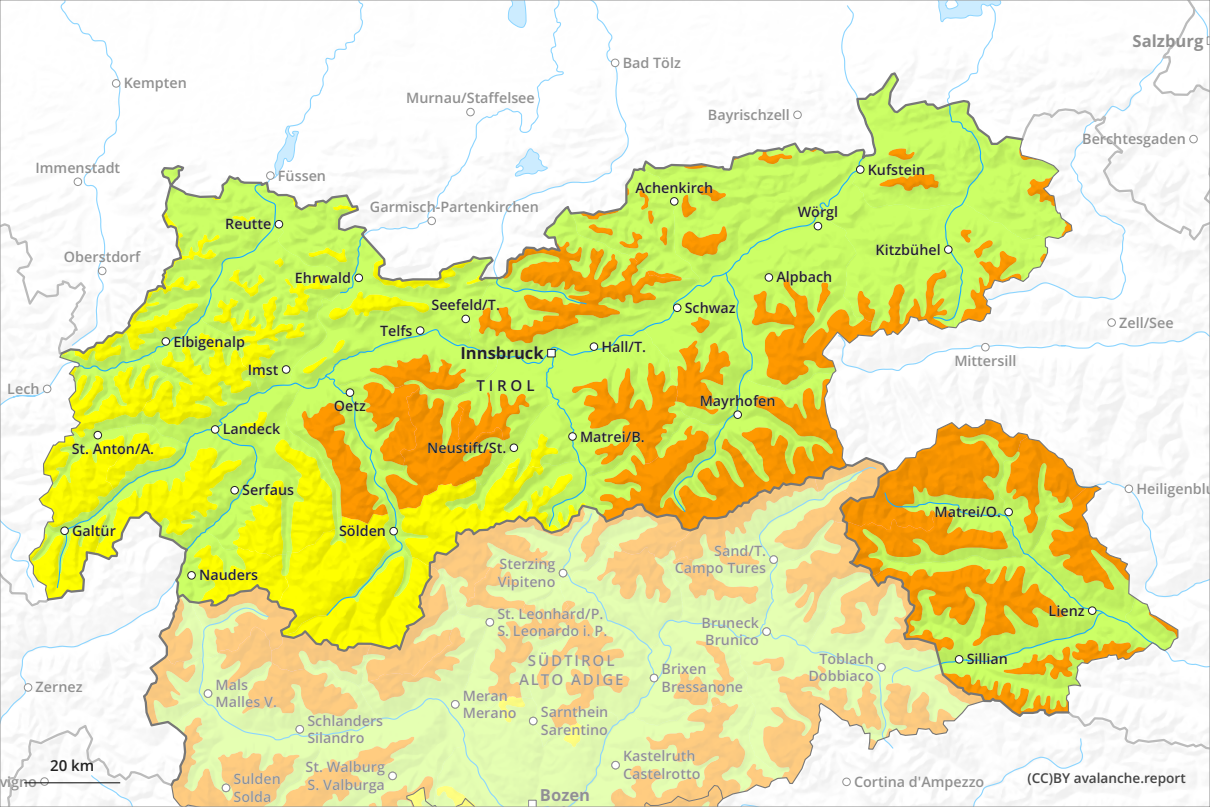 Salzburg
Bad Tölz
Kempten
Murnau/Staffelsee
Bayrischzell
Berchtesgaden
Immenstadt
Füssen
Kufstein
Achenkirch
Garmisch-Partenkirchen
Wörgl
Reutte
Kitzbühel
Oberstdorf
Ehrwald
Alpbach
Seefeld/T.
Schwaz
Telfs
Zell/See
Elbigenalp
Innsbruck
Hall/T.
Mittersill
Imst
TIROL
Lech
Oetz
Mayrhofen
Landeck
Matrei/B.
St. Anton/A.
Neustift/St.
Serfaus
Heiligenblu
Matrei/O.
Galtür
Sölden
Sterzing
Vipiteno
Sand/T.
Campo Tures
Nauders
St. Leonhard/P.
S. Leonardo i. P.
Bruneck
Brunico
Lienz
SÜDTIROL
ALTO ADIGE
Toblach
Dobbiaco
Sillian
Brixen
Bressanone
Zernez
Mals
Malles V.
Meran
Merano
Sarnthein
Sarentino
Schlanders
Silandro
Kastelruth
Castelrotto
St. Walburg
S. Valburga
20 km
vigno
Sulden
Solda
Cortina d'Ampezzo
(CC)BY avalanche.report
Bozen